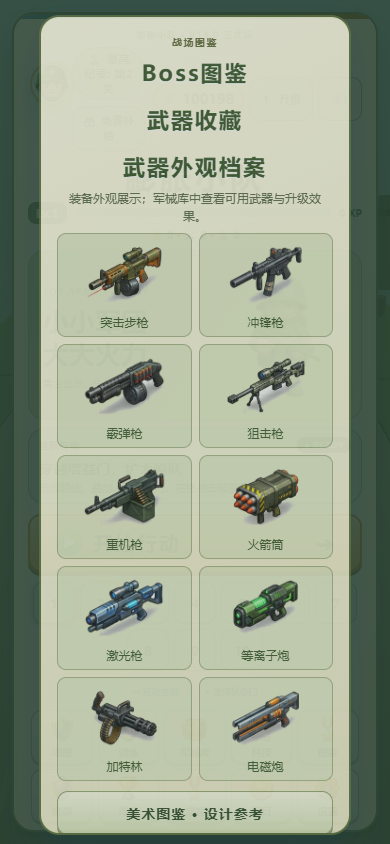 战场图鉴
Boss图鉴
武器收藏
武器外观档案
装备外观展示；军械库中查看可用武器与升级效
果。
突击步枪
冲锋枪
霰弹枪
狙击枪
重机枪
火箭筒
激光枪
等离子炮
加特林
电磁炮
美术图鉴 · 设计参考